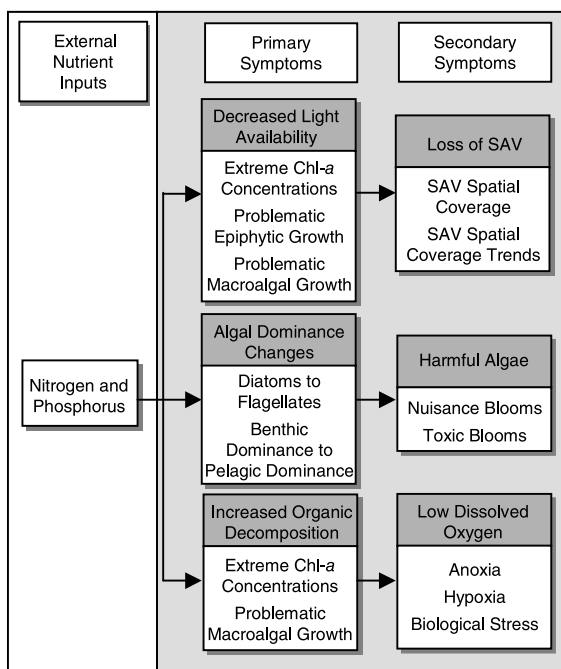 External
Nutrient
Inputs
Primary
Symptoms
Secondary
Symptoms
Nitrogen and
Phosphorus
Decreased Light
Availability
Extreme Chl-a
Concentrations
Problematic
Epiphytic Growth
Problematic
Macroalgal Growth
Loss of SAV
SAV Spatial
Coverage
SAV Spatial
Coverage Trends
Algal Dominance
Changes
Diatoms to
Flagellates
Benthic
Dominance to
Pelagic Dominance
Harmful Algae
Nuisance Blooms
Toxic Blooms
Increased Organic
Decomposition
Extreme Chl-a
Concentrations
Problematic
Macroalgal Growth
Low Dissolved
Oxygen
Anoxia
Hypoxia
Biological Stress